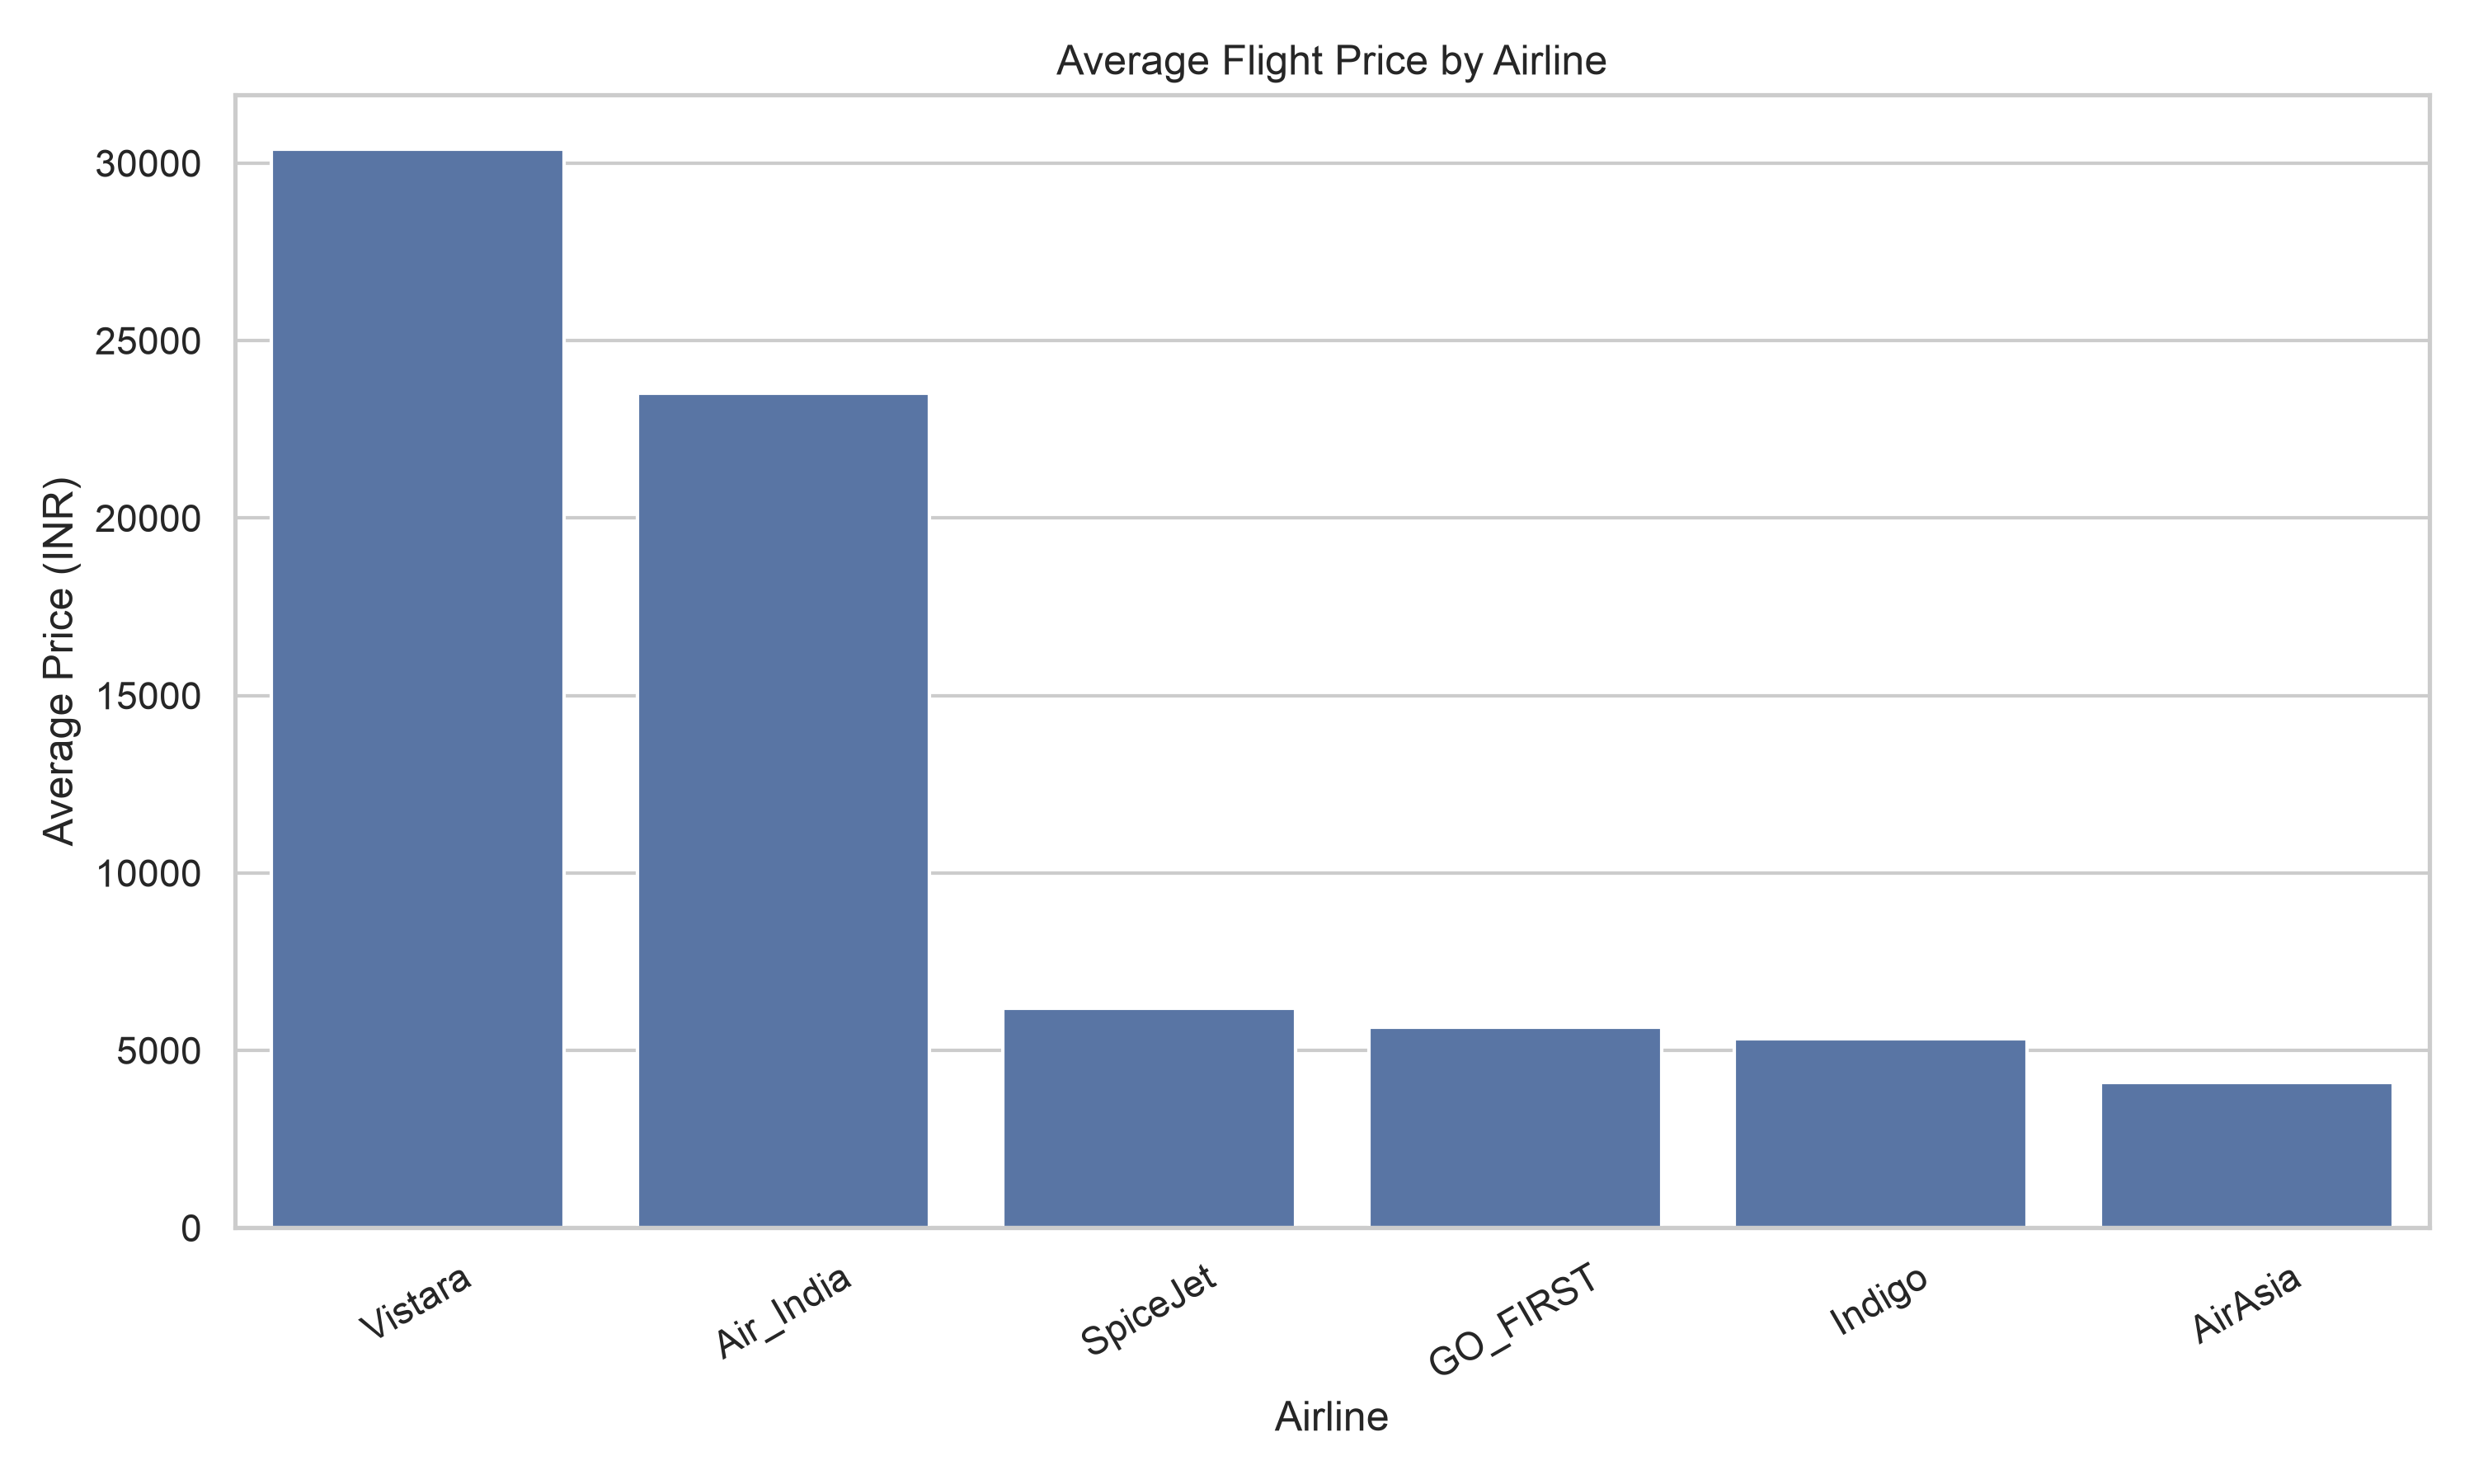 Average Flight Price by Airline
Average Price (INR)
30000
25000
20000
15000
10000
5000
0
Vistara
Air_India
SpiceJet
GO_FIRST
Indigo
AirAsia
Airline